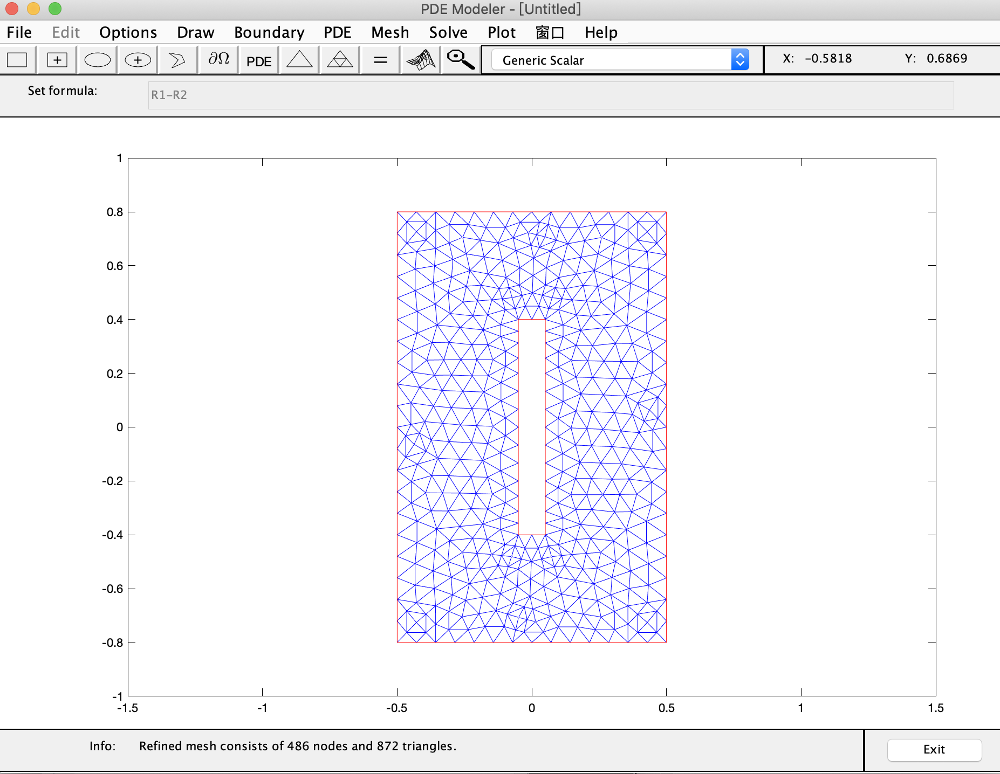 PDE Modeler - [Untitled]
File Edit Options Draw Boundary PDE Mesh Solve Plot 窗口 Help
∂Ω PDE = Generic Scalar X: -0.5818 Y: 0.6869
Set formula: R1-R2
1
0.8
0.6
0.4
0.2
0
-0.2
-0.4
-0.6
-0.8
-1
-1.5 -1 -0.5 0 0.5 1 1.5
Info: Refined mesh consists of 486 nodes and 872 triangles.
Exit